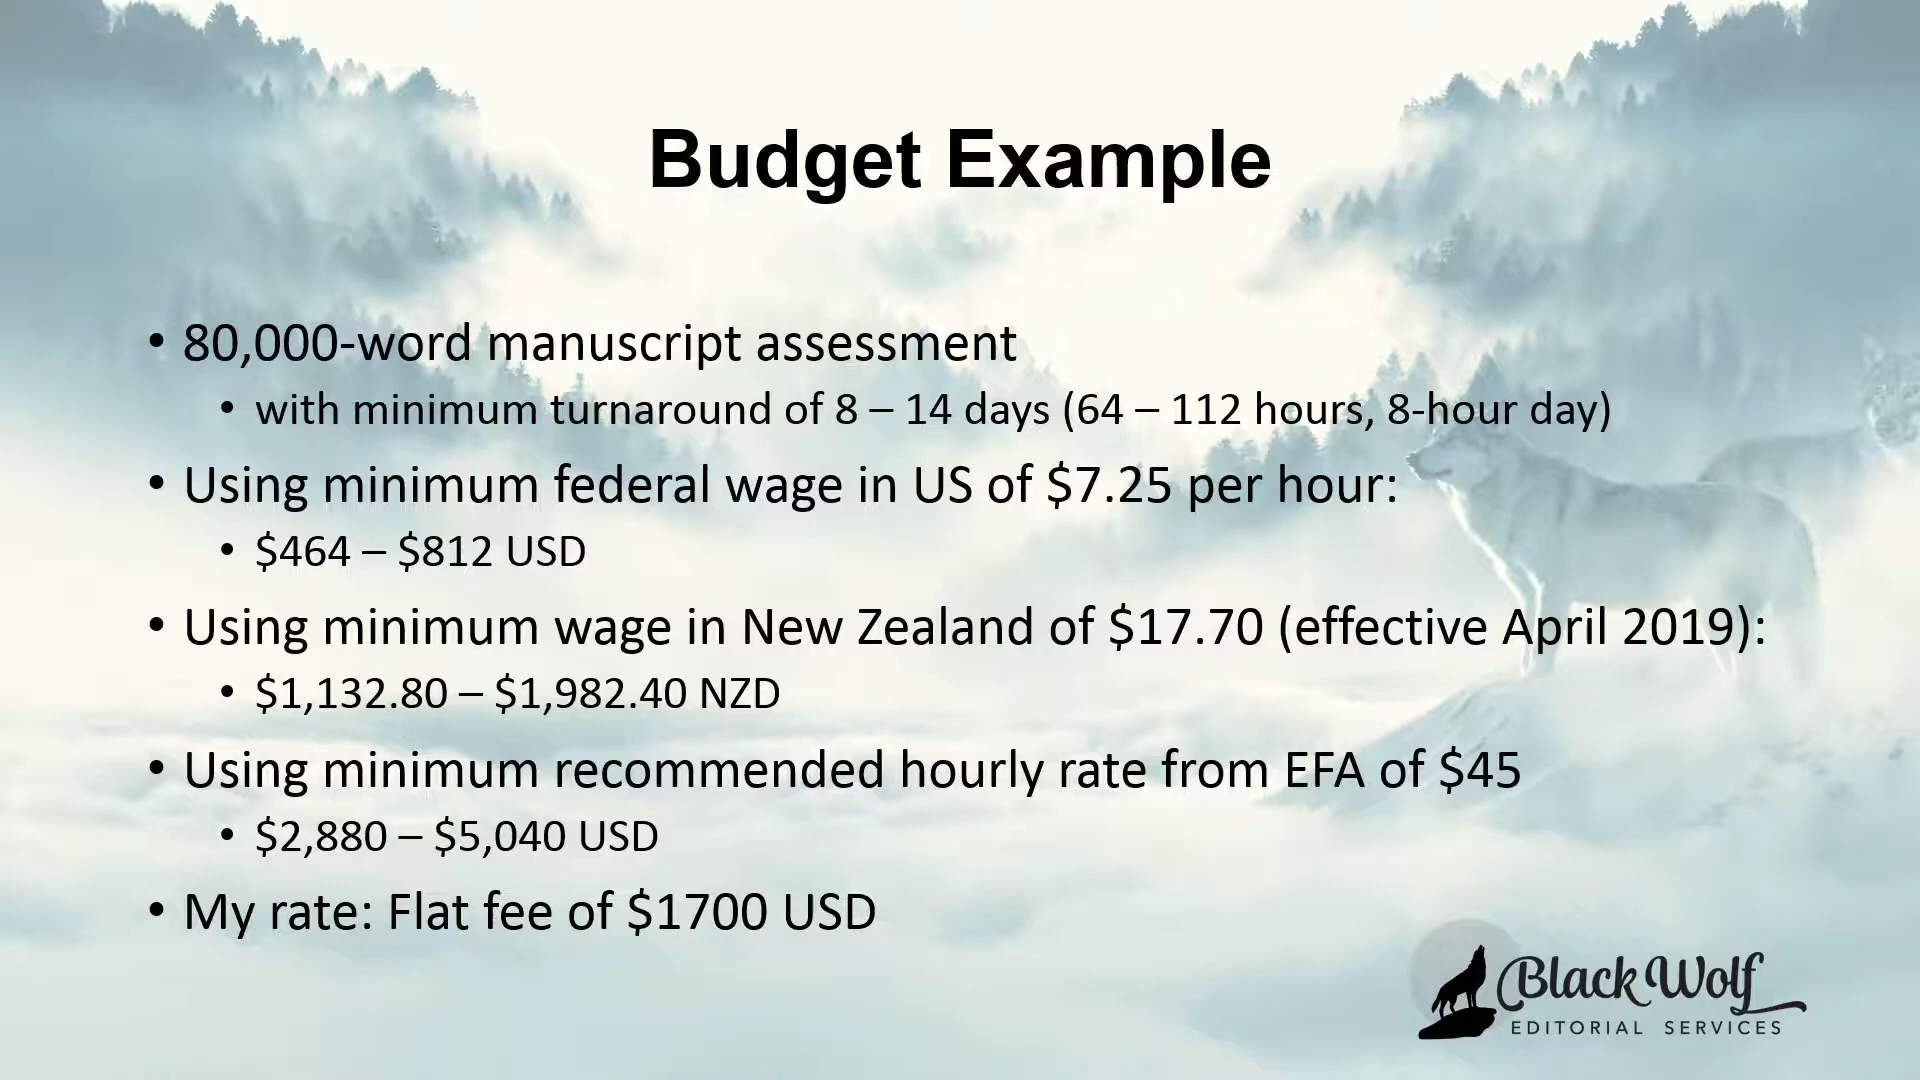 Budget Example
• 80,000-word manuscript assessment
• with minimum turnaround of 8 – 14 days (64 – 112 hours, 8-hour day)
• Using minimum federal wage in US of $7.25 per hour:
• $464 – $812 USD
• Using minimum wage in New Zealand of $17.70 (effective April 2019):
• $1,132.80 – $1,982.40 NZD
• Using minimum recommended hourly rate from EFA of $45
• $2,880 – $5,040 USD
• My rate: Flat fee of $1700 USD
Black Wolf
EDITORIAL SERVICES